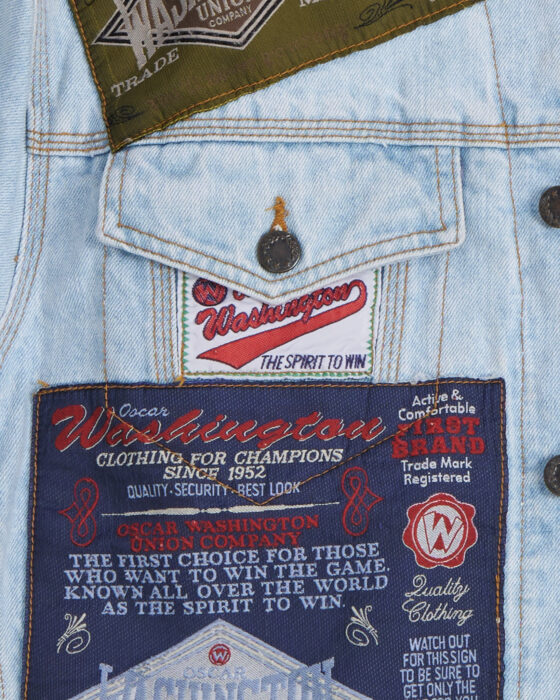 WASHINGTON
UNION
COMPANY
TRADE
Washington
THE SPIRIT TO WIN
Oscar
Washington
CLOTHING FOR CHAMPIONS
SINCE 1952
QUALITY·SECURITY·BEST LOOK
OSCAR WASHINGTON
UNION COMPANY
THE FIRST CHOICE FOR THOSE
WHO WANT TO WIN THE GAME.
KNOWN ALL OVER THE WORLD
AS THE SPIRIT TO WIN.
W
OSCAR
Active &
Comfortable
FIRST
BRAND
Trade Mark
Registered
W
Quality
Clothing
WATCH OUT
FOR THIS SIGN
TO BE SURE TO
GET ONLY THE